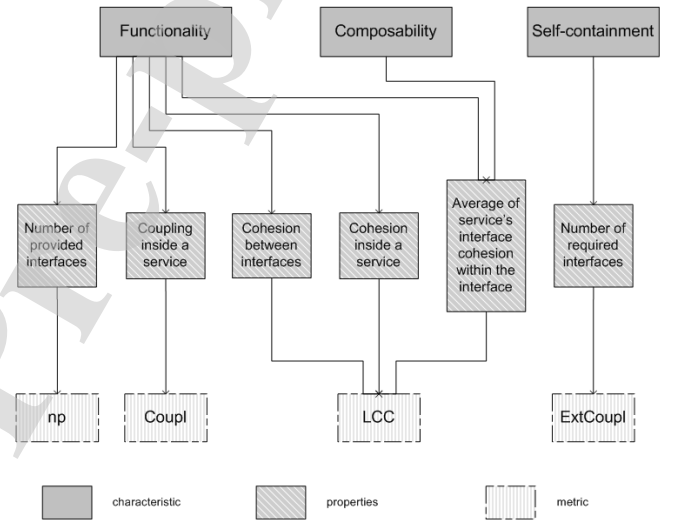 Functionality
Composability
Self-containment
Number of
provided
interfaces
Coupling
inside a
service
Cohesion
between
interfaces
Cohesion
inside a
service
Average of
service's
interface
cohesion
within the
interface
Number of
required
interfaces
np
Coupl
LCC
ExtCoupl
characteristic
properties
metric
Pre-p